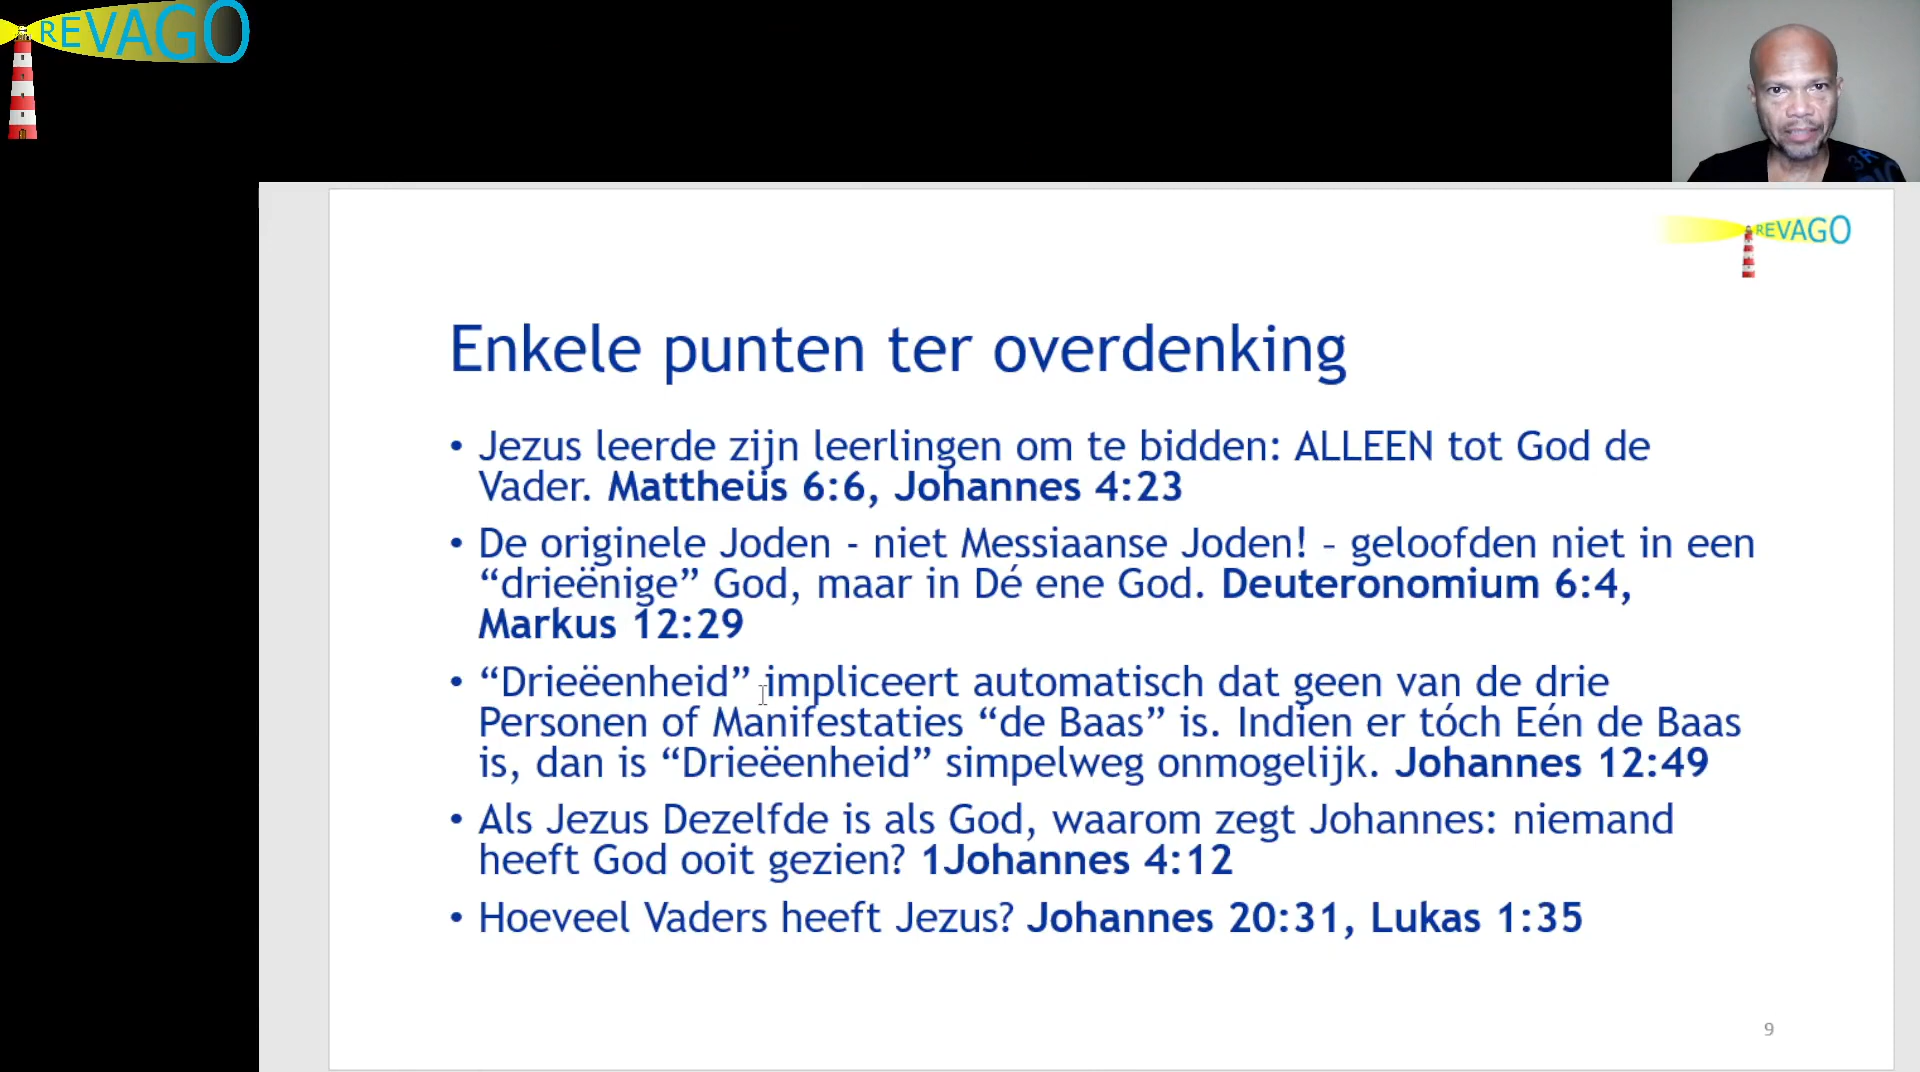 REVAGO
3R
REVAGO
Enkele punten ter overdenking
• Jezus leerde zijn leerlingen om te bidden: ALLEEN tot God de
Vader. Mattheüs 6:6, Johannes 4:23
• De originele Joden - niet Messiaanse Joden! – geloofden niet in een
“drieënige” God, maar in Dé ene God. Deuteronomium 6:4,
Markus 12:29
• “Drieëenheid” impliceert automatisch dat geen van de drie
Personen of Manifestaties “de Baas” is. Indien er tóch Eén de Baas
is, dan is “Drieëenheid” simpelweg onmogelijk. Johannes 12:49
• Als Jezus Dezelfde is als God, waarom zegt Johannes: niemand
heeft God ooit gezien? 1Johannes 4:12
• Hoeveel Vaders heeft Jezus? Johannes 20:31, Lukas 1:35
9